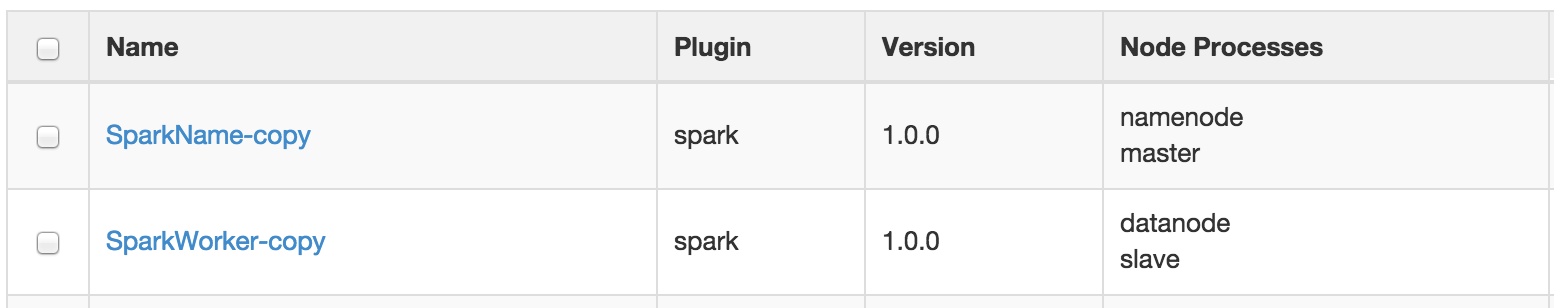 Name Plugin Version Node Processes
SparkName-copy spark 1.0.0 namenode
master
SparkWorker-copy spark 1.0.0 datanode
slave